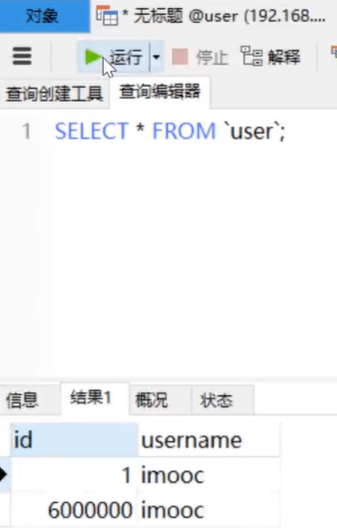 对象 * 无标题 @user (192.168....
运行 停止 解释
查询创建工具 查询编辑器
1 SELECT * FROM `user`;
信息 结果1 概况 状态
id username
1 imooc
6000000 imooc